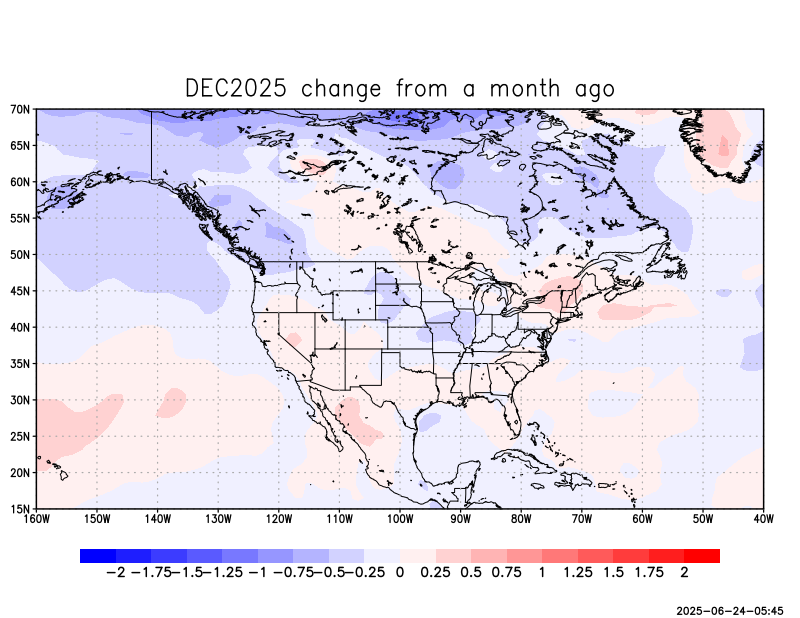 DEC2025 change from a month ago
70N
65N
60N
55N
50N
45N
40N
35N
30N
25N
20N
15N
160W 150W 140W 130W 120W 110W 100W 90W 80W 70W 60W 50W 40W
−2 −1.75 −1.5 −1.25 −1 −0.75 −0.5 −0.25 0 0.25 0.5 0.75 1 1.25 1.5 1.75 2
2025−06−24−05:45